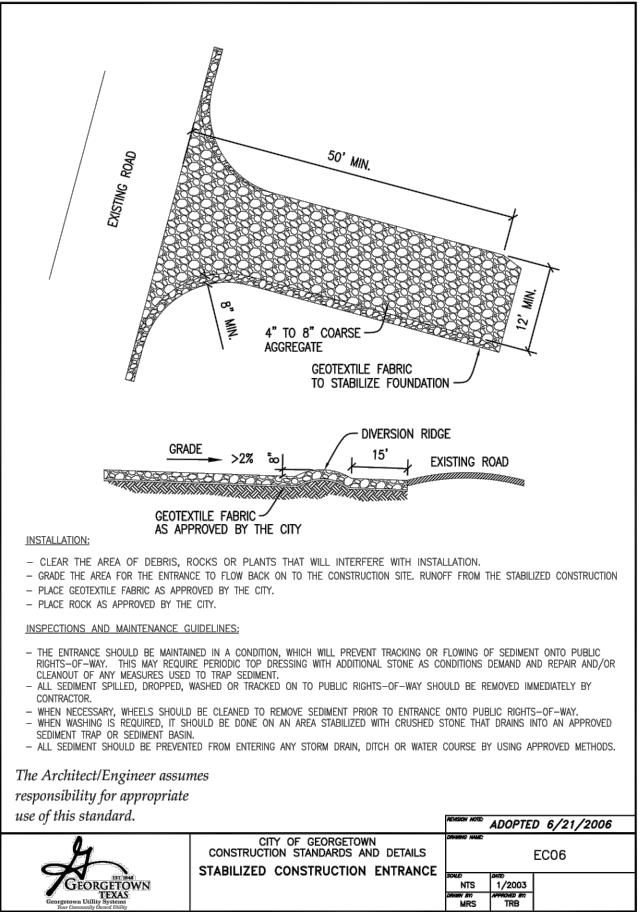 EXISTING ROAD
50' MIN.
12' MIN.
8" MIN.
4" TO 8" COARSE
AGGREGATE
GEOTEXTILE FABRIC
TO STABILIZE FOUNDATION
DIVERSION RIDGE
GRADE
>2%
8"
15'
EXISTING ROAD
GEOTEXTILE FABRIC
AS APPROVED BY THE CITY
INSTALLATION:
– CLEAR THE AREA OF DEBRIS, ROCKS OR PLANTS THAT WILL INTERFERE WITH INSTALLATION.
– GRADE THE AREA FOR THE ENTRANCE TO FLOW BACK ON TO THE CONSTRUCTION SITE. RUNOFF FROM THE STABILIZED CONSTRUCTION
– PLACE GEOTEXTILE FABRIC AS APPROVED BY THE CITY.
– PLACE ROCK AS APPROVED BY THE CITY.
INSPECTIONS AND MAINTENANCE GUIDELINES:
– THE ENTRANCE SHOULD BE MAINTAINED IN A CONDITION, WHICH WILL PREVENT TRACKING OR FLOWING OF SEDIMENT ONTO PUBLIC
RIGHTS-OF-WAY. THIS MAY REQUIRE PERIODIC TOP DRESSING WITH ADDITIONAL STONE AS CONDITIONS DEMAND AND REPAIR AND/OR
CLEANOUT OF ANY MEASURES USED TO TRAP SEDIMENT.
– ALL SEDIMENT SPILLED, DROPPED, WASHED OR TRACKED ON TO PUBLIC RIGHTS-OF-WAY SHOULD BE REMOVED IMMEDIATELY BY
CONTRACTOR.
– WHEN NECESSARY, WHEELS SHOULD BE CLEANED TO REMOVE SEDIMENT PRIOR TO ENTRANCE ONTO PUBLIC RIGHTS-OF-WAY.
– WHEN WASHING IS REQUIRED, IT SHOULD BE DONE ON AN AREA STABILIZED WITH CRUSHED STONE THAT DRAINS INTO AN APPROVED
SEDIMENT TRAP OR SEDIMENT BASIN.
– ALL SEDIMENT SHOULD BE PREVENTED FROM ENTERING ANY STORM DRAIN, DITCH OR WATER COURSE BY USING APPROVED METHODS.
The Architect/Engineer assumes
responsibility for appropriate
use of this standard.
REVISION NOTE:
ADOPTED 6/21/2006
EST. 1848
GEORGETOWN
TEXAS
Georgetown Utility Systems
Your Community Owned Utility
CITY OF GEORGETOWN
CONSTRUCTION STANDARDS AND DETAILS
STABILIZED CONSTRUCTION ENTRANCE
DRAWING NAME:
EC06
SCALE:
NTS
DATE:
1/2003
DRAWN BY:
MRS
APPROVED BY:
TRB